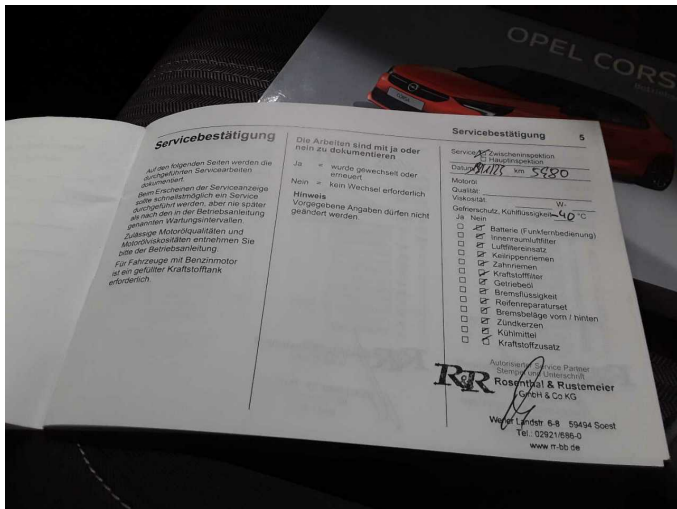 OPEL CORS
Servicebestätigung
Auf den folgenden Seiten werden die
durchgeführten Servicearbeiten
dokumentiert.
Beim Erscheinen der Serviceanzeige
sollte schnellstmöglich ein Service
durchgeführt werden, aber nie später
als nach den in der Betriebsanleitung
genannten Wartungsintervallen.
Zulässige Motorölqualitäten und
Motorölviskositäten entnehmen Sie
bitte der Betriebsanleitung.
Für Fahrzeuge mit Benzinmotor
ist ein gefüllter Kraftstofftank
erforderlich.
Die Arbeiten sind mit ja oder
nein zu dokumentieren
Ja = wurde gewechselt oder
erneuert
Nein = kein Wechsel erforderlich
Hinweis
Vorgegebene Angaben dürfen nicht
geändert werden.
Servicebestätigung 5
Service: Zwischeninspektion
Hauptinspektion
Datum km 5980
Motoröl:
Qualität:
Viskosität W-
Gefrierschutz, Kühlflüssigkeit -40 °C
Ja Nein
Batterie (Funkfernbedienung)
Innenraumluftfilter
Luftfiltereinsatz
Keilrippenriemen
Zahnriemen
Kraftstofffilter
Getriebeöl
Bremsflüssigkeit
Reifenreparaturset
Bremsbeläge vorn / hinten
Zündkerzen
Kühlmittel
Kraftstoffzusatz
Autorisierter Service Partner
Stempel und Unterschrift
R&R Rosenthal & Rustemeier
GmbH & Co KG
Werler Landstr. 6-8 59494 Soest
Tel.: 02921/686-0
www.rr-bb.de